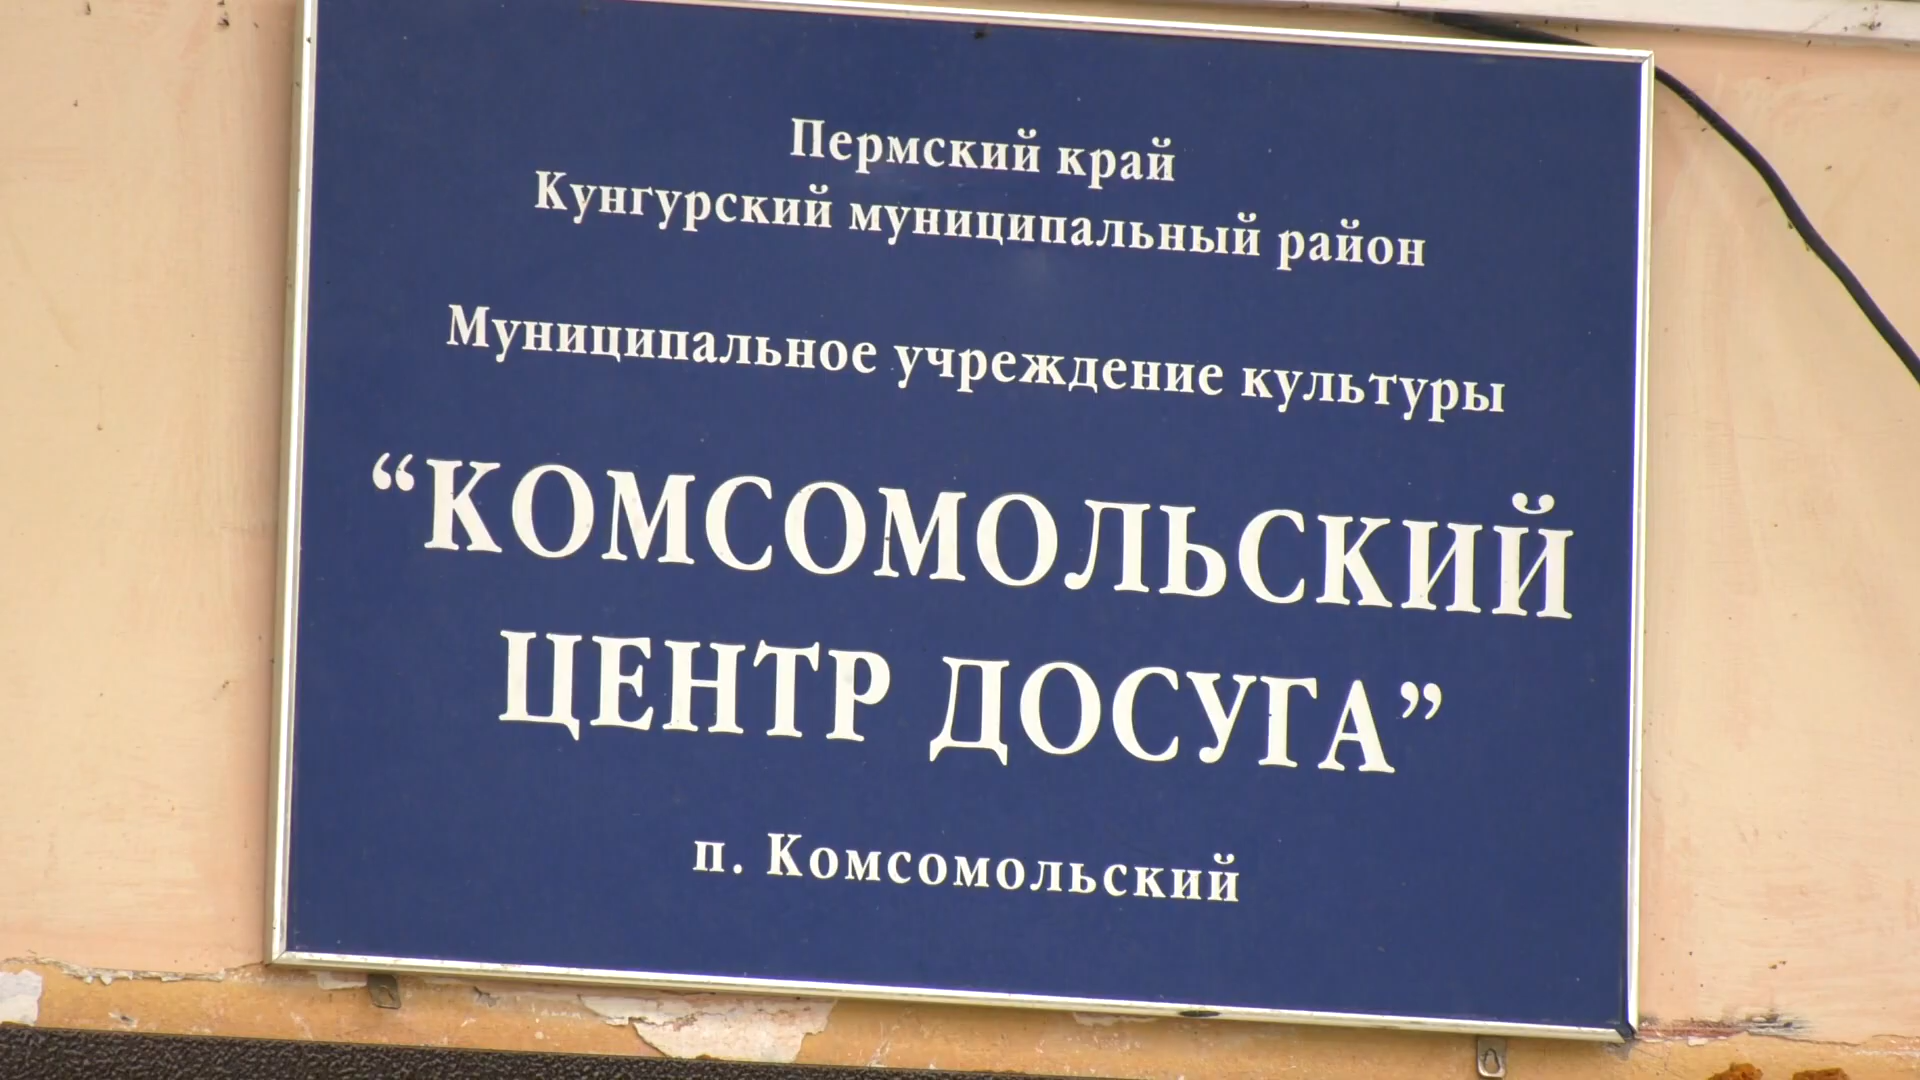 Пермский край
Кунгурский муниципальный район
Муниципальное учреждение культуры
“КОМСОМОЛЬСКИЙ
ЦЕНТР ДОСУГА”
п. Комсомольский